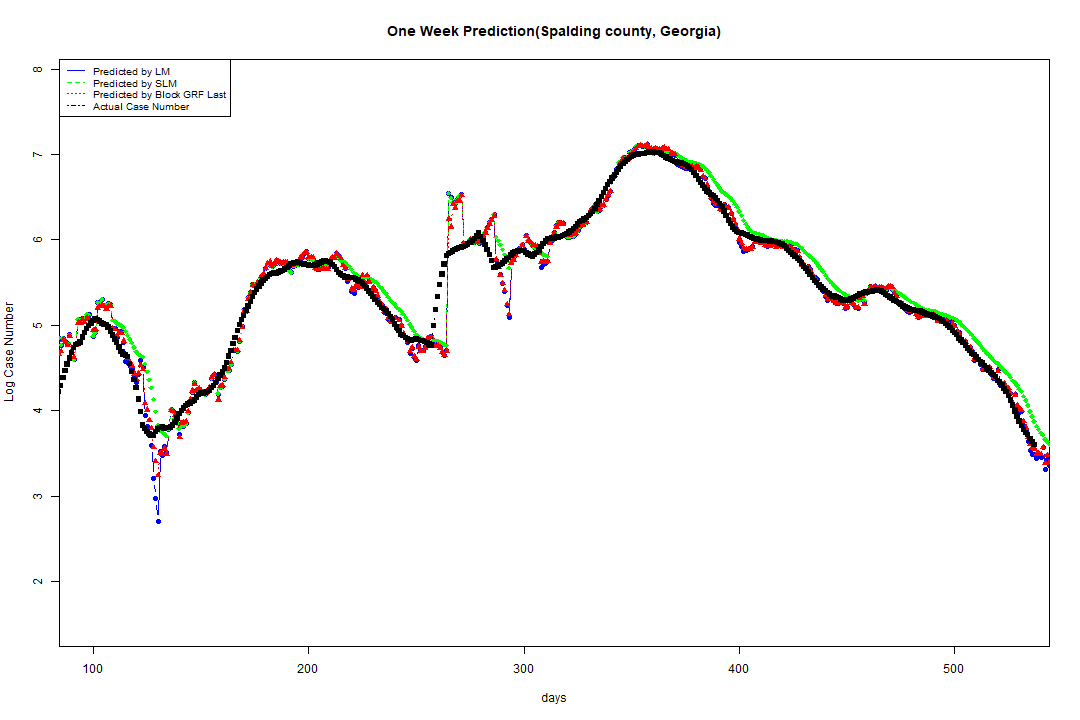 One Week Prediction(Spalding county, Georgia)
Predicted by LM
Predicted by SLM
Predicted by Block GRF Last
Actual Case Number
8
7
6
5
4
3
2
Log Case Number
100 200 300 400 500
days